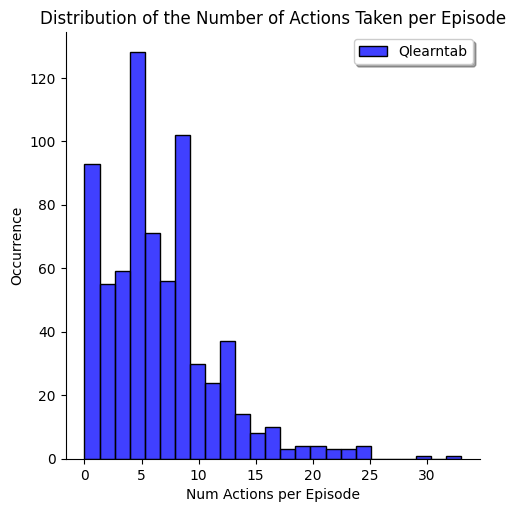 Distribution of the Number of Actions Taken per Episode
Qlearntab
Occurrence
120
100
80
60
40
20
0
0 5 10 15 20 25 30
Num Actions per Episode